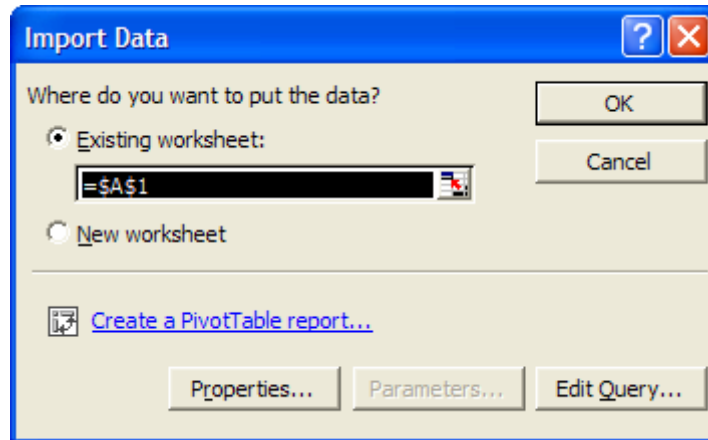 Import Data
Where do you want to put the data?
OK
Existing worksheet:
Cancel
=$A$1
New worksheet
Create a PivotTable report...
Properties...
Parameters...
Edit Query...